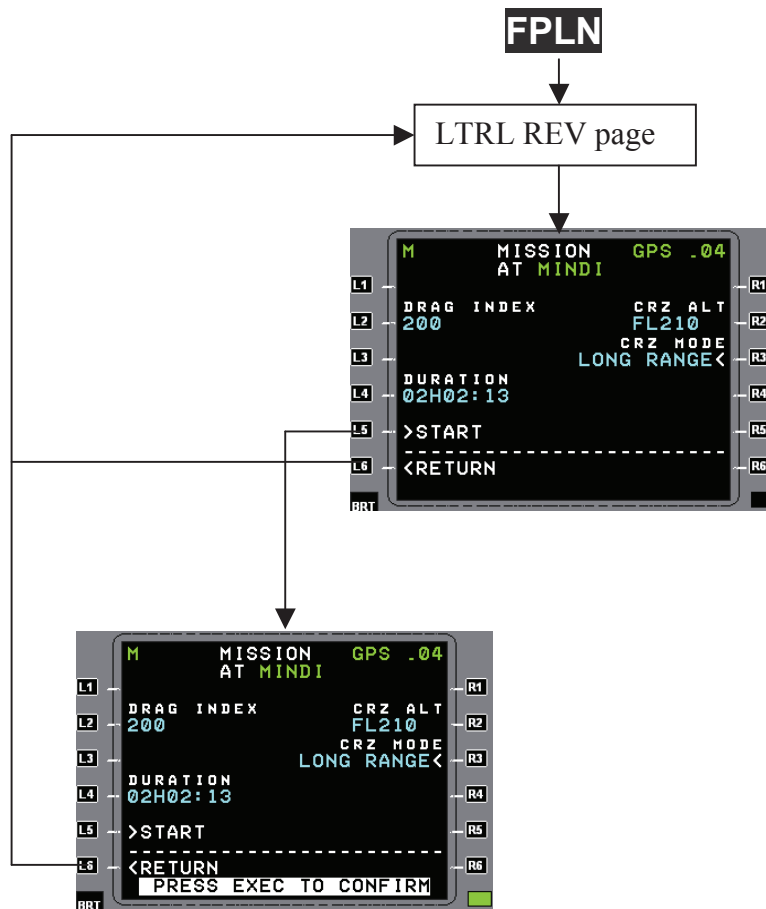 FPLN
LTRL REV page
M MISSION GPS .04
AT MINDI
L1 R1
DRAG INDEX CRZ ALT
L2 200 FL210 R2
CRZ MODE
L3 LONG RANGE< R3
DURATION
L4 02H02:13 R4
L5 >START R5
L6 <RETURN R6
BRT
M MISSION GPS .04
AT MINDI
L1 R1
DRAG INDEX CRZ ALT
L2 200 FL210 R2
CRZ MODE
L3 LONG RANGE< R3
DURATION
L4 02H02:13 R4
L5 >START R5
L6 <RETURN R6
PRESS EXEC TO CONFIRM
BRT